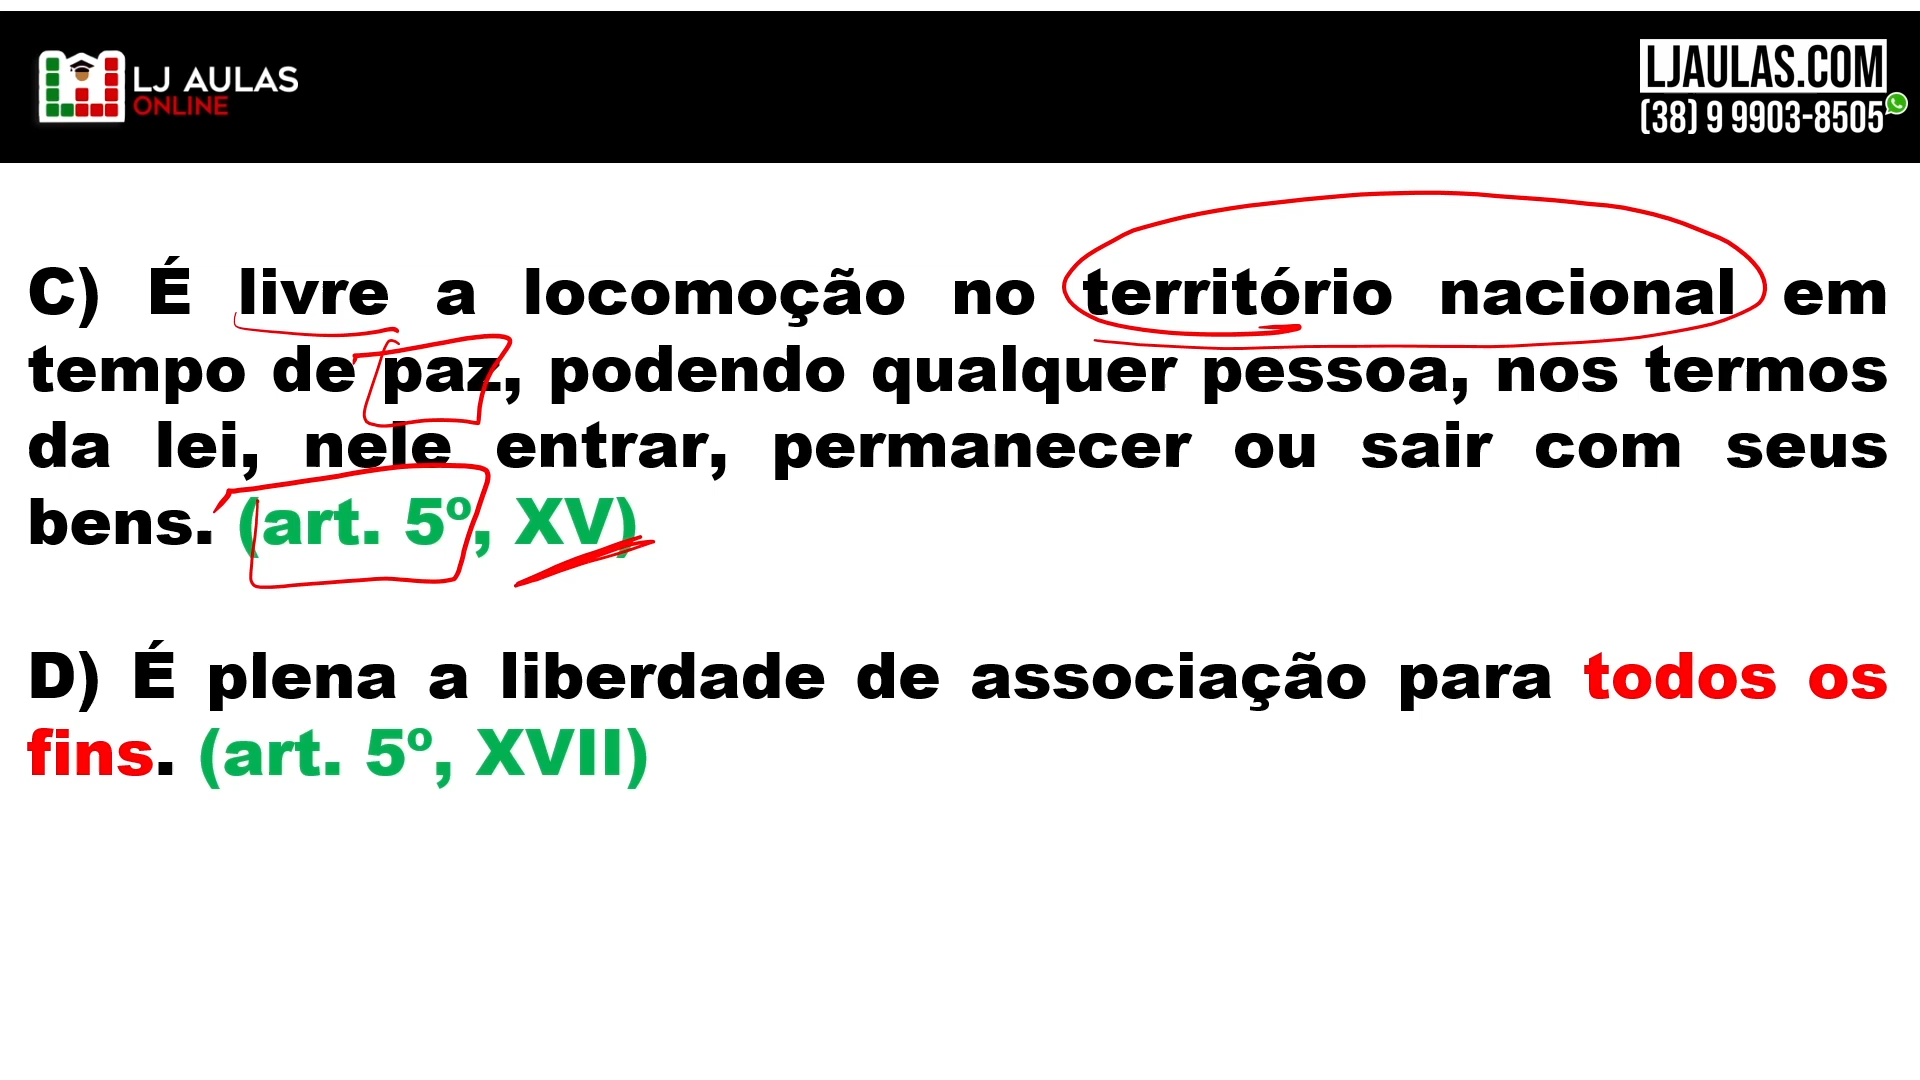 LJ AULAS
ONLINE
LJAULAS.COM
(38) 9 9903-8505
C) É livre a locomoção no território nacional em
tempo de paz, podendo qualquer pessoa, nos termos
da lei, nele entrar, permanecer ou sair com seus
bens. (art. 5º, XV)
D) É plena a liberdade de associação para todos os
fins. (art. 5º, XVII)